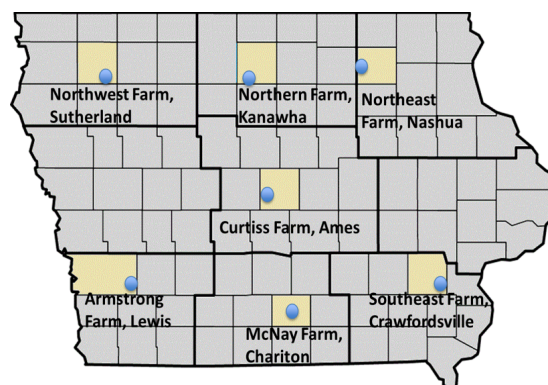 Northwest Farm,
Sutherland
Northern Farm,
Kanawha
Northeast
Farm, Nashua
Curtiss Farm, Ames
Armstrong
Farm, Lewis
McNay Farm,
Chariton
Southeast Farm,
Crawfordsville